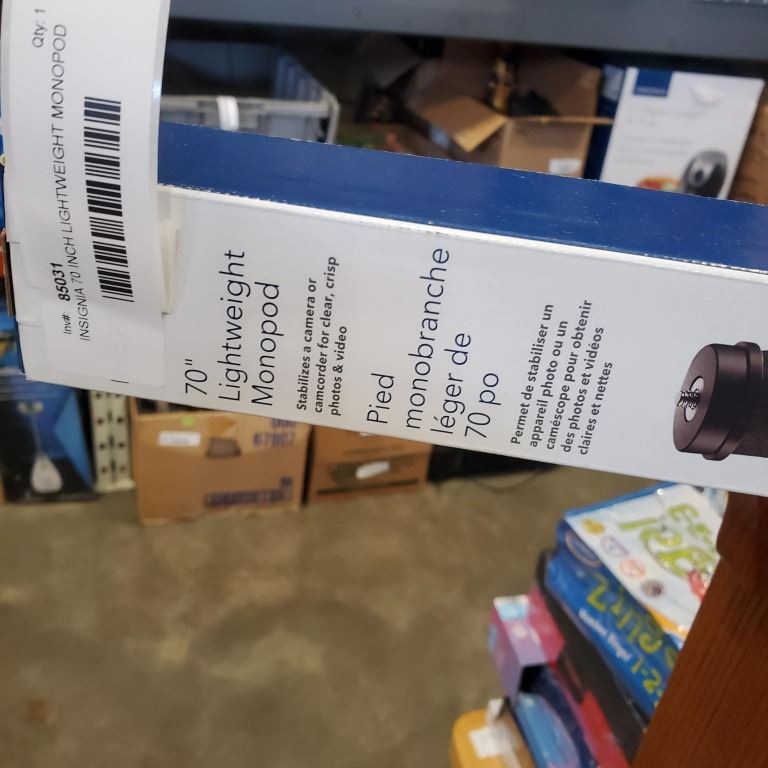 Qty: 1
Inv#: 85031
INSIGNIA 70 INCH LIGHTWEIGHT MONOPOD
70"
Lightweight
Monopod
Stabilizes a camera or
camcorder for clear, crisp
photos & video
Pied
monobranche
léger de
70 po
Permet de stabiliser un
appareil photo ou un
caméscope pour obtenir
des photos et vidéos
claires et nettes